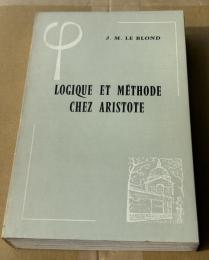 J. M. LE BLOND
LOGIQUE ET MÉTHODE
CHEZ ARISTOTE